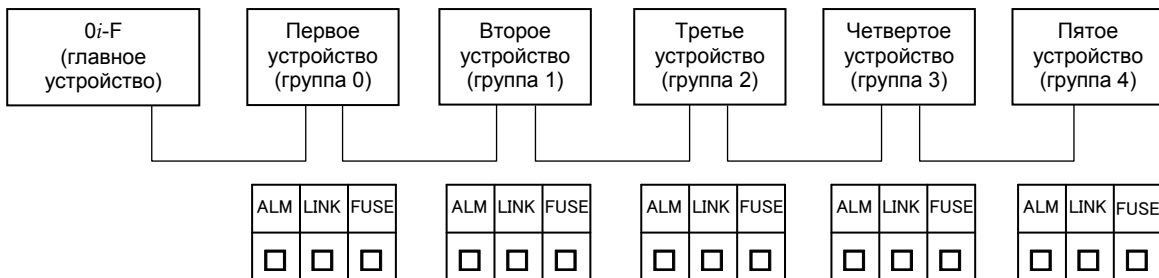 0i-F
(главное
устройство)
Первое
устройство
(группа 0)
Второе
устройство
(группа 1)
Третье
устройство
(группа 2)
Четвертое
устройство
(группа 3)
Пятое
устройство
(группа 4)
ALM LINK FUSE
ALM LINK FUSE
ALM LINK FUSE
ALM LINK FUSE
ALM LINK FUSE